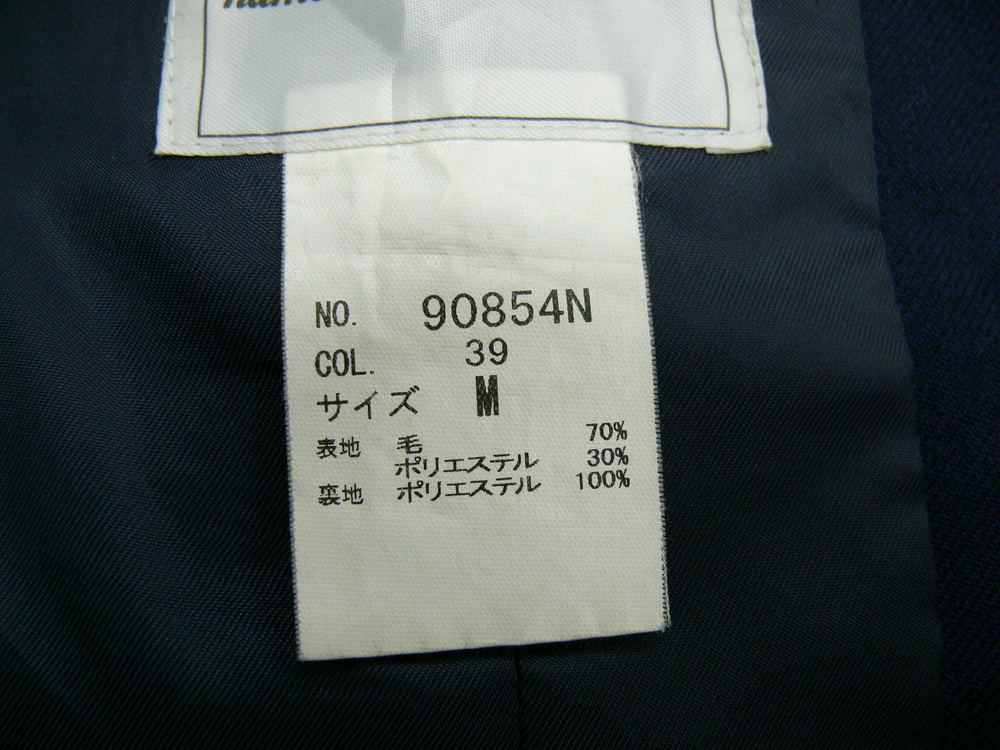 name
NO. 90854N
COL. 39
サイズ M
表地 毛 70%
ポリエステル 30%
裏地 ポリエステル 100%